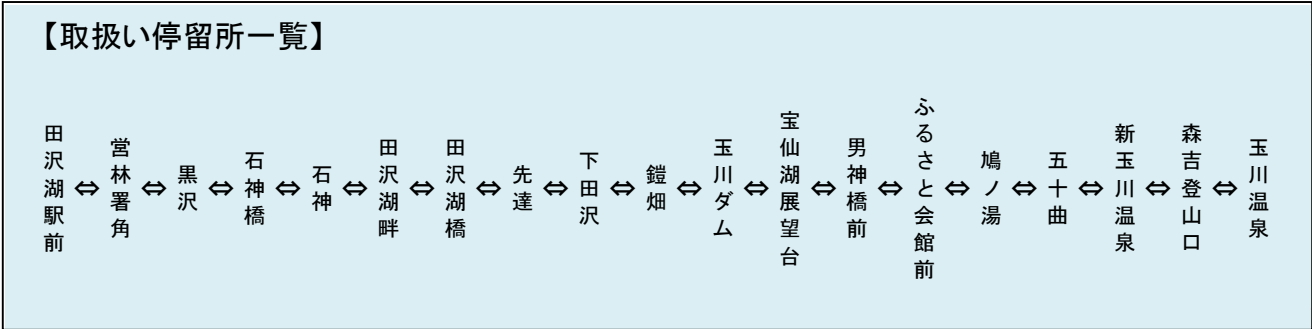 【取扱い停留所一覧】
田沢湖駅前 ⇔ 営林署角 ⇔ 黒沢 ⇔ 石神橋 ⇔ 石神 ⇔ 田沢湖畔 ⇔ 田沢湖橋 ⇔ 先達 ⇔ 下田沢 ⇔ 鎧畑 ⇔ 玉川ダム ⇔ 宝仙湖展望台 ⇔ 男神橋前 ⇔ ふるさと会館前 ⇔ 鳩ノ湯 ⇔ 五十曲 ⇔ 新玉川温泉 ⇔ 森吉登山口 ⇔ 玉川温泉